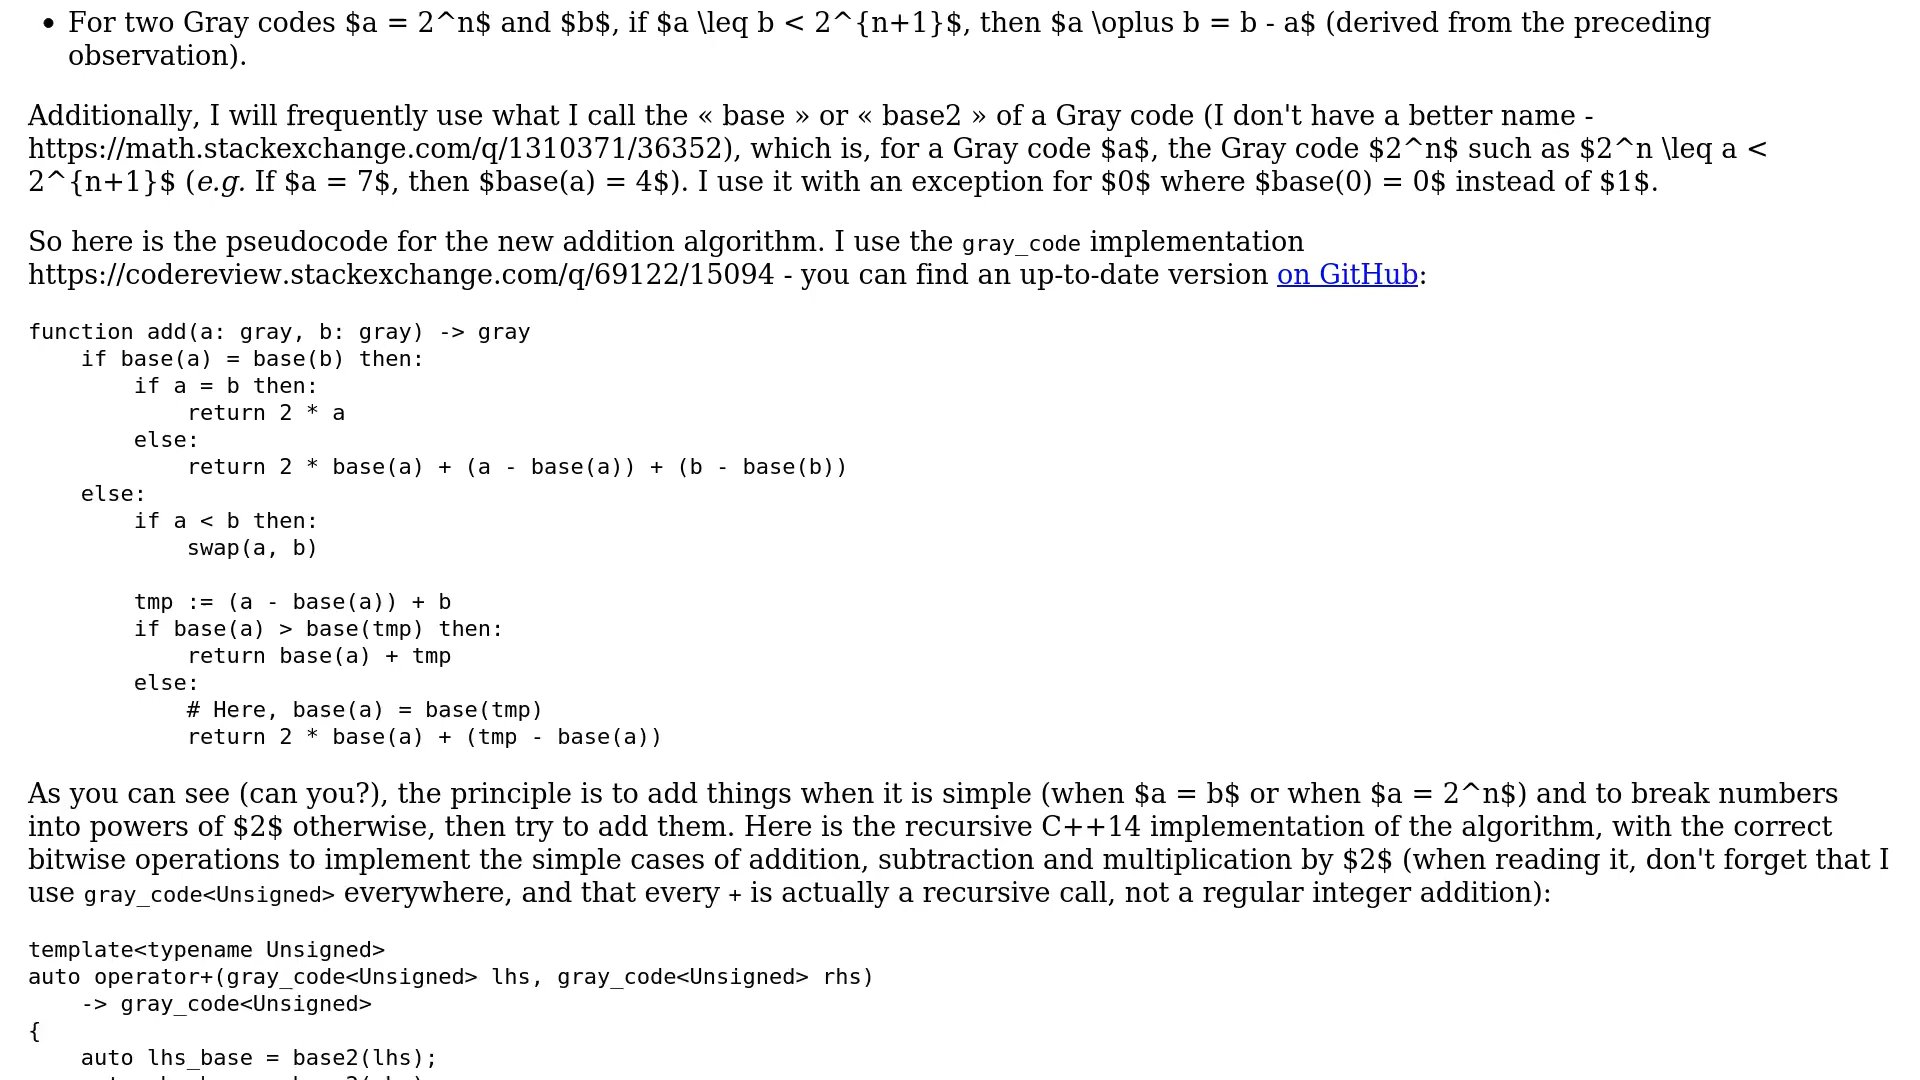 • For two Gray codes $a = 2^n$ and $b$, if $a \leq b < 2^{n+1}$, then $a \oplus b = b - a$ (derived from the preceding
observation).
Additionally, I will frequently use what I call the « base » or « base2 » of a Gray code (I don't have a better name -
https://math.stackexchange.com/q/1310371/36352), which is, for a Gray code $a$, the Gray code $2^n$ such as $2^n \leq a <
2^{n+1}$ (e.g. If $a = 7$, then $base(a) = 4$). I use it with an exception for $0$ where $base(0) = 0$ instead of $1$.
So here is the pseudocode for the new addition algorithm. I use the gray_code implementation
https://codereview.stackexchange.com/q/69122/15094 - you can find an up-to-date version on GitHub:
function add(a: gray, b: gray) -> gray
    if base(a) = base(b) then:
        if a = b then:
            return 2 * a
        else:
            return 2 * base(a) + (a - base(a)) + (b - base(b))
    else:
        if a < b then:
            swap(a, b)
        tmp := (a - base(a)) + b
        if base(a) > base(tmp) then:
            return base(a) + tmp
        else:
            # Here, base(a) = base(tmp)
            return 2 * base(a) + (tmp - base(a))
As you can see (can you?), the principle is to add things when it is simple (when $a = b$ or when $a = 2^n$) and to break numbers
into powers of $2$ otherwise, then try to add them. Here is the recursive C++14 implementation of the algorithm, with the correct
bitwise operations to implement the simple cases of addition, subtraction and multiplication by $2$ (when reading it, don't forget that I
use gray_code<Unsigned> everywhere, and that every + is actually a recursive call, not a regular integer addition):
template<typename Unsigned>
auto operator+(gray_code<Unsigned> lhs, gray_code<Unsigned> rhs)
    -> gray_code<Unsigned>
{
    auto lhs_base = base2(lhs);